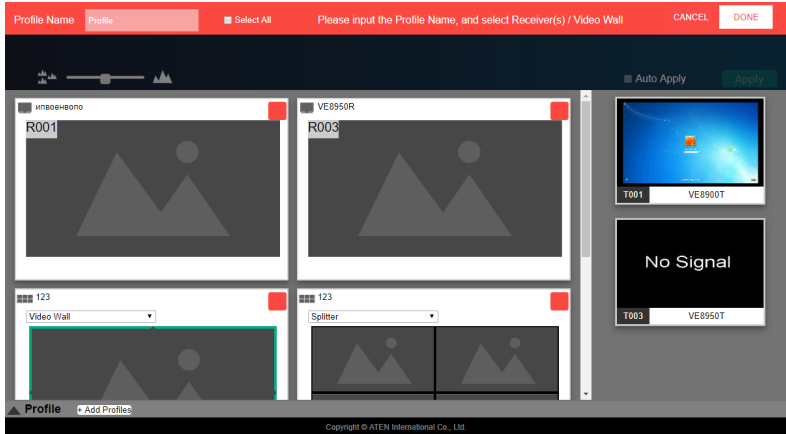 Profile Name Profile Select All Please input the Profile Name, and select Receiver(s) / Video Wall CANCEL DONE
Auto Apply Apply
ипвоенвопо
R001
VE8950R
R003
T001 VE8900T
No Signal
T003 VE8950T
123
Video Wall
123
Splitter
Profile + Add Profiles
Copyright © ATEN International Co., Ltd.